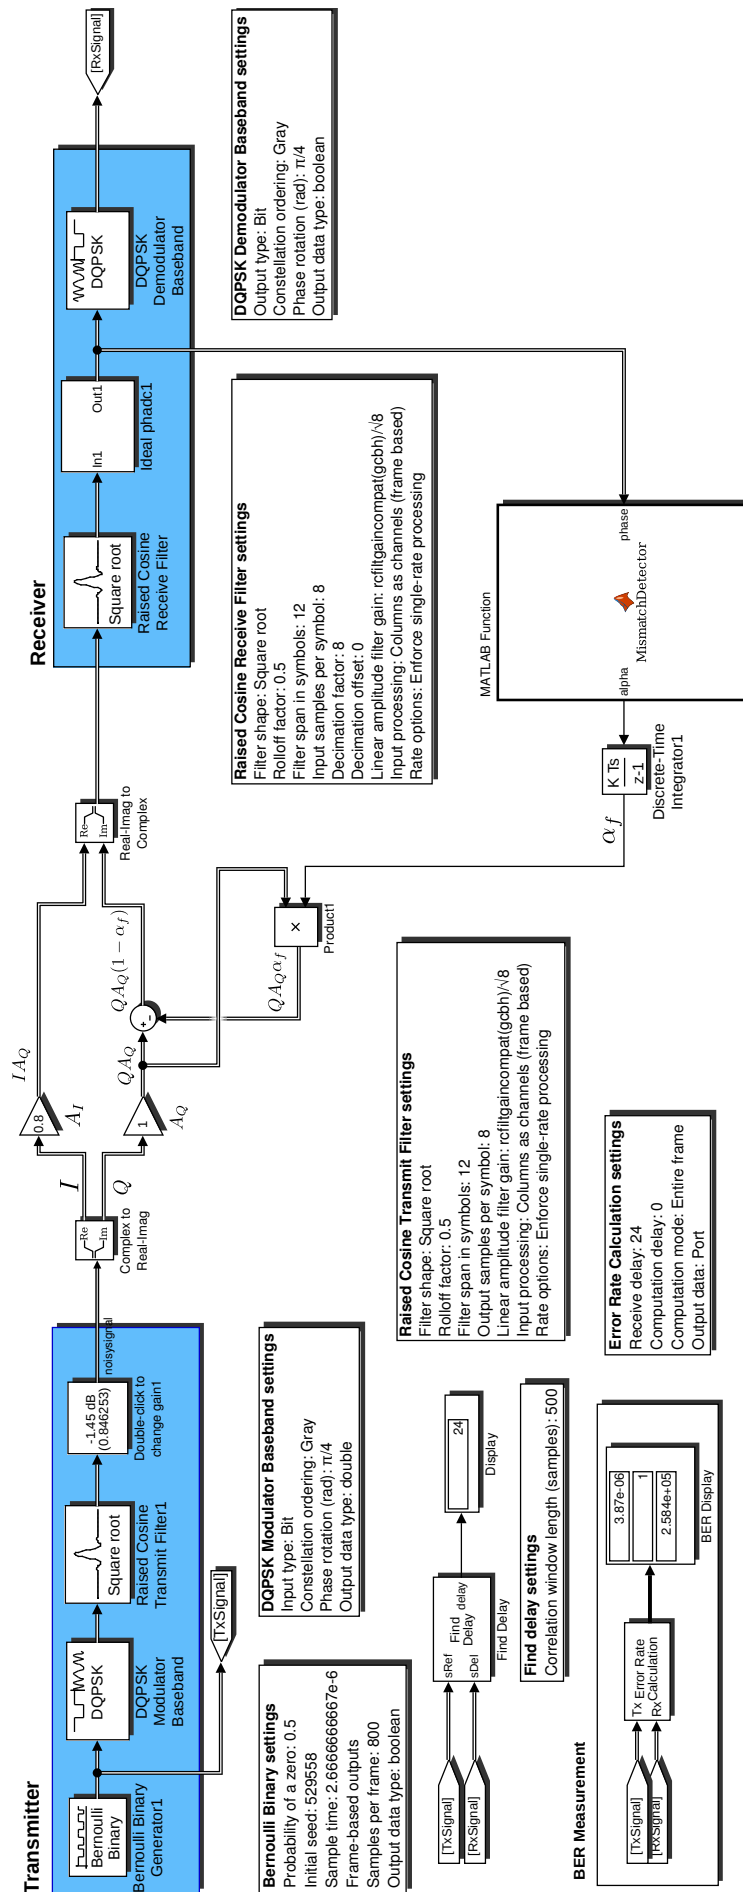 Transmitter
Bernoulli
Binary
Bernoulli Binary
Generator1
DQPSK
DQPSK
Modulator
Baseband
Square root
Raised Cosine
Transmit Filter1
-1.45 dB
(0.846253)
Double-click to
change gain1
noisysignal
[TxSignal]
Re
Im
Complex to
Real-Imag
I
Q
0.8
A_I
1
A_Q
IA_Q
QA_Q
QA_Q(1 − α_f)
QA_Qα_f
+
−
×
Product1
Re
Im
Real-Imag to
Complex
Receiver
Square root
Raised Cosine
Receive Filter
In1
Out1
Ideal phadc1
DQPSK
DQPSK
Demodulator
Baseband
[RxSignal]
Bernoulli Binary settings
Probability of a zero: 0.5
Initial seed: 529558
Sample time: 2.6666666667e-6
Frame-based outputs
Samples per frame: 800
Output data type: boolean
DQPSK Modulator Baseband settings
Input type: Bit
Constellation ordering: Gray
Phase rotation (rad): π/4
Output data type: double
Raised Cosine Receive Filter settings
Filter shape: Square root
Rolloff factor: 0.5
Filter span in symbols: 12
Input samples per symbol: 8
Decimation factor: 8
Decimation offset: 0
Linear amplitude filter gain: rcfiltgaincompat(gcbh)/√8
Input processing: Columns as channels (frame based)
Rate options: Enforce single-rate processing
DQPSK Demodulator Baseband settings
Output type: Bit
Constellation ordering: Gray
Phase rotation (rad): π/4
Output data type: boolean
[TxSignal]
[RxSignal]
sRef
sDel
Find
Delay
delay
Find Delay
24
Display
Find delay settings
Correlation window length (samples): 500
Raised Cosine Transmit Filter settings
Filter shape: Square root
Rolloff factor: 0.5
Filter span in symbols: 12
Output samples per symbol: 8
Linear amplitude filter gain: rcfiltgaincompat(gcbh)/√8
Input processing: Columns as channels (frame based)
Rate options: Enforce single-rate processing
α_f
K Ts
z-1
Discrete-Time
Integrator1
MATLAB Function
alpha
phase
MismatchDetector
BER Measurement
[TxSignal]
[RxSignal]
Tx
Rx
Error Rate
Calculation
3.87e-06
1
2.584e+05
BER Display
Error Rate Calculation settings
Receive delay: 24
Computation delay: 0
Computation mode: Entire frame
Output data: Port